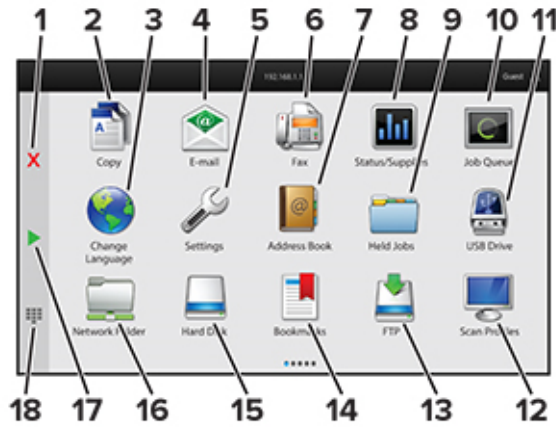 1 2 3 4 5 6 7 8 9 10 11
192.168.1.1
Guest
Copy E-mail Fax Status/Supplies Job Queue
X
Change Language Settings Address Book Held Jobs USB Drive
Network Folder Hard Disk Bookmarks FTP Scan Profiles
18 17 16 15 14 13 12